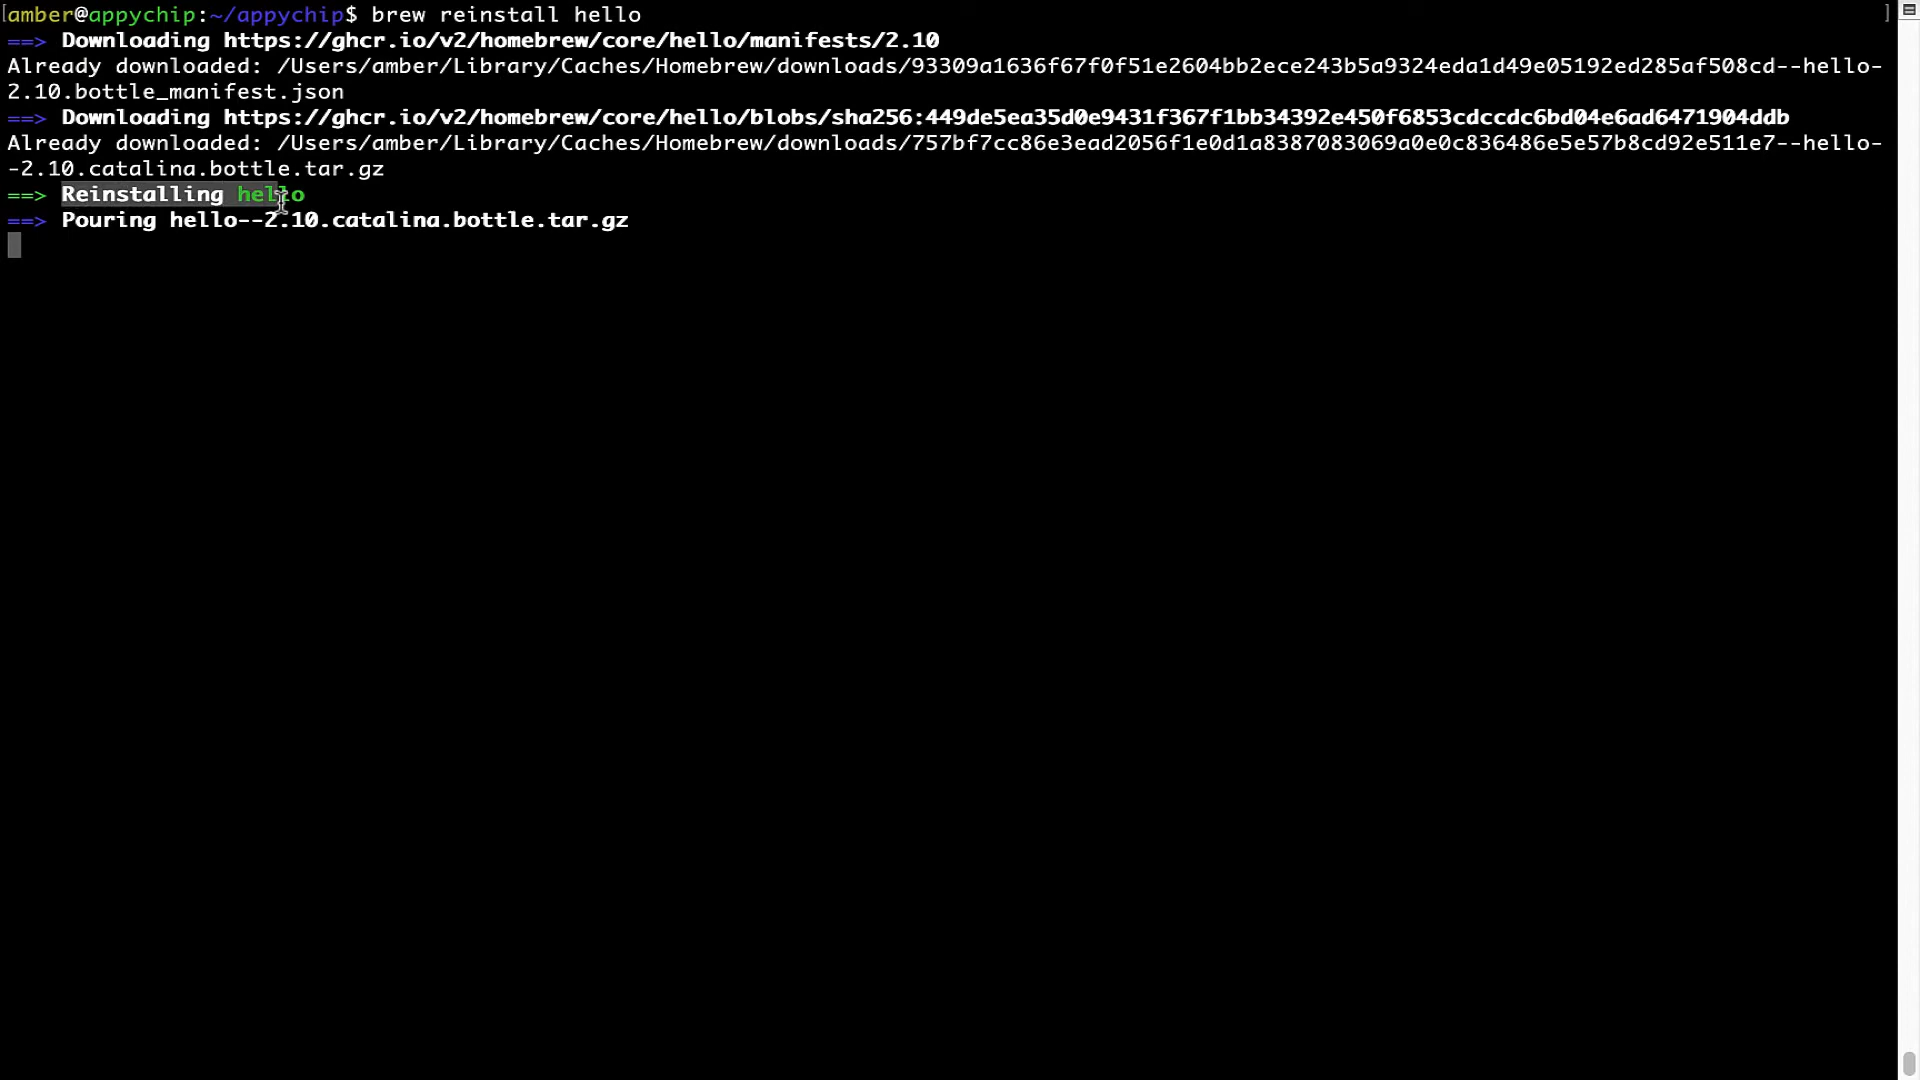 [amber@appychip:~/appychip$ brew reinstall hello ]
==> Downloading https://ghcr.io/v2/homebrew/core/hello/manifests/2.10
Already downloaded: /Users/amber/Library/Caches/Homebrew/downloads/93309a1636f67f0f51e2604bb2ece243b5a9324eda1d49e05192ed285af508cd--hello-
2.10.bottle_manifest.json
==> Downloading https://ghcr.io/v2/homebrew/core/hello/blobs/sha256:449de5ea35d0e9431f367f1bb34392e450f6853cdccdc6bd04e6ad6471904ddb
Already downloaded: /Users/amber/Library/Caches/Homebrew/downloads/757bf7cc86e3ead2056f1e0d1a8387083069a0e0c836486e5e57b8cd92e511e7--hello-
-2.10.catalina.bottle.tar.gz
==> Reinstalling hello
==> Pouring hello--2.10.catalina.bottle.tar.gz